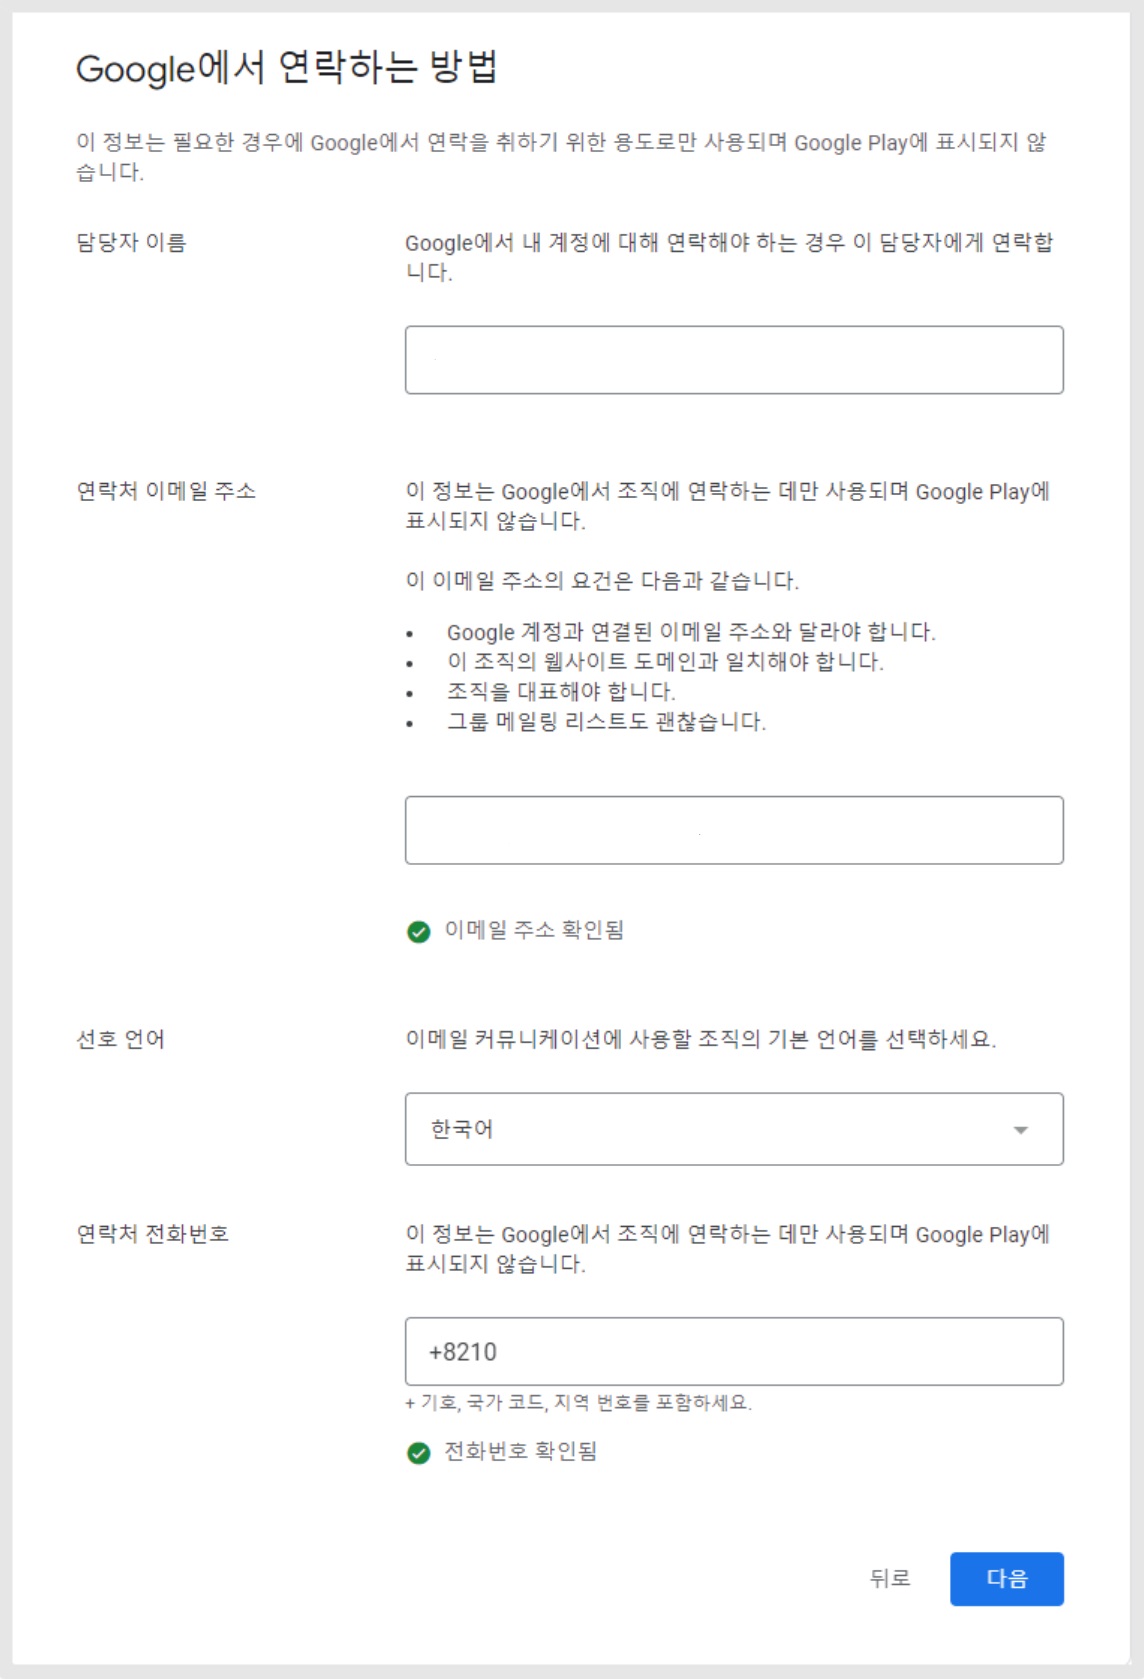 Google에서 연락하는 방법
이 정보는 필요한 경우에 Google에서 연락을 취하기 위한 용도로만 사용되며 Google Play에 표시되지 않
습니다.
담당자 이름
Google에서 내 계정에 대해 연락해야 하는 경우 이 담당자에게 연락합
니다.
연락처 이메일 주소
이 정보는 Google에서 조직에 연락하는 데만 사용되며 Google Play에
표시되지 않습니다.
이 이메일 주소의 요건은 다음과 같습니다.
• Google 계정과 연결된 이메일 주소와 달라야 합니다.
• 이 조직의 웹사이트 도메인과 일치해야 합니다.
• 조직을 대표해야 합니다.
• 그룹 메일링 리스트도 괜찮습니다.
이메일 주소 확인됨
선호 언어
이메일 커뮤니케이션에 사용할 조직의 기본 언어를 선택하세요.
한국어
연락처 전화번호
이 정보는 Google에서 조직에 연락하는 데만 사용되며 Google Play에
표시되지 않습니다.
+8210
+ 기호, 국가 코드, 지역 번호를 포함하세요.
전화번호 확인됨
뒤로
다음